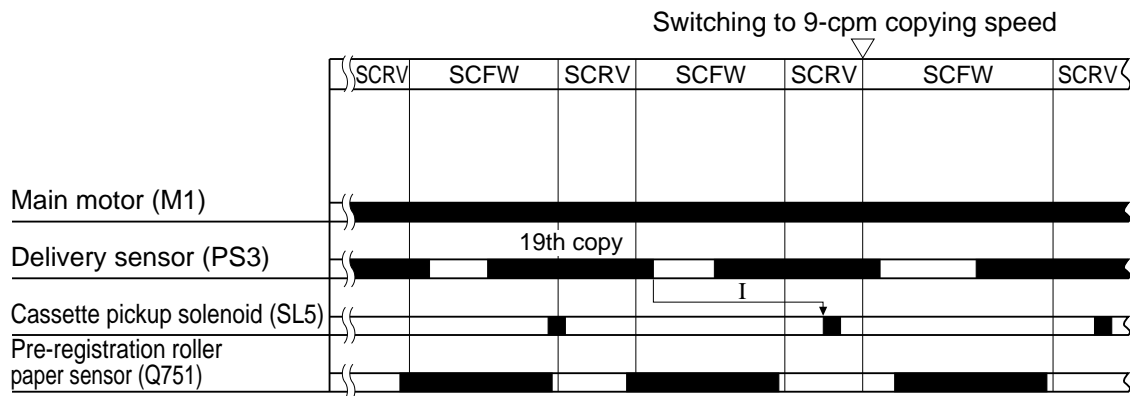 Switching to 9-cpm copying speed
SCRV SCFW SCRV SCFW SCRV SCFW SCRV
Main motor (M1)
19th copy
Delivery sensor (PS3)
I
Cassette pickup solenoid (SL5)
Pre-registration roller
paper sensor (Q751)